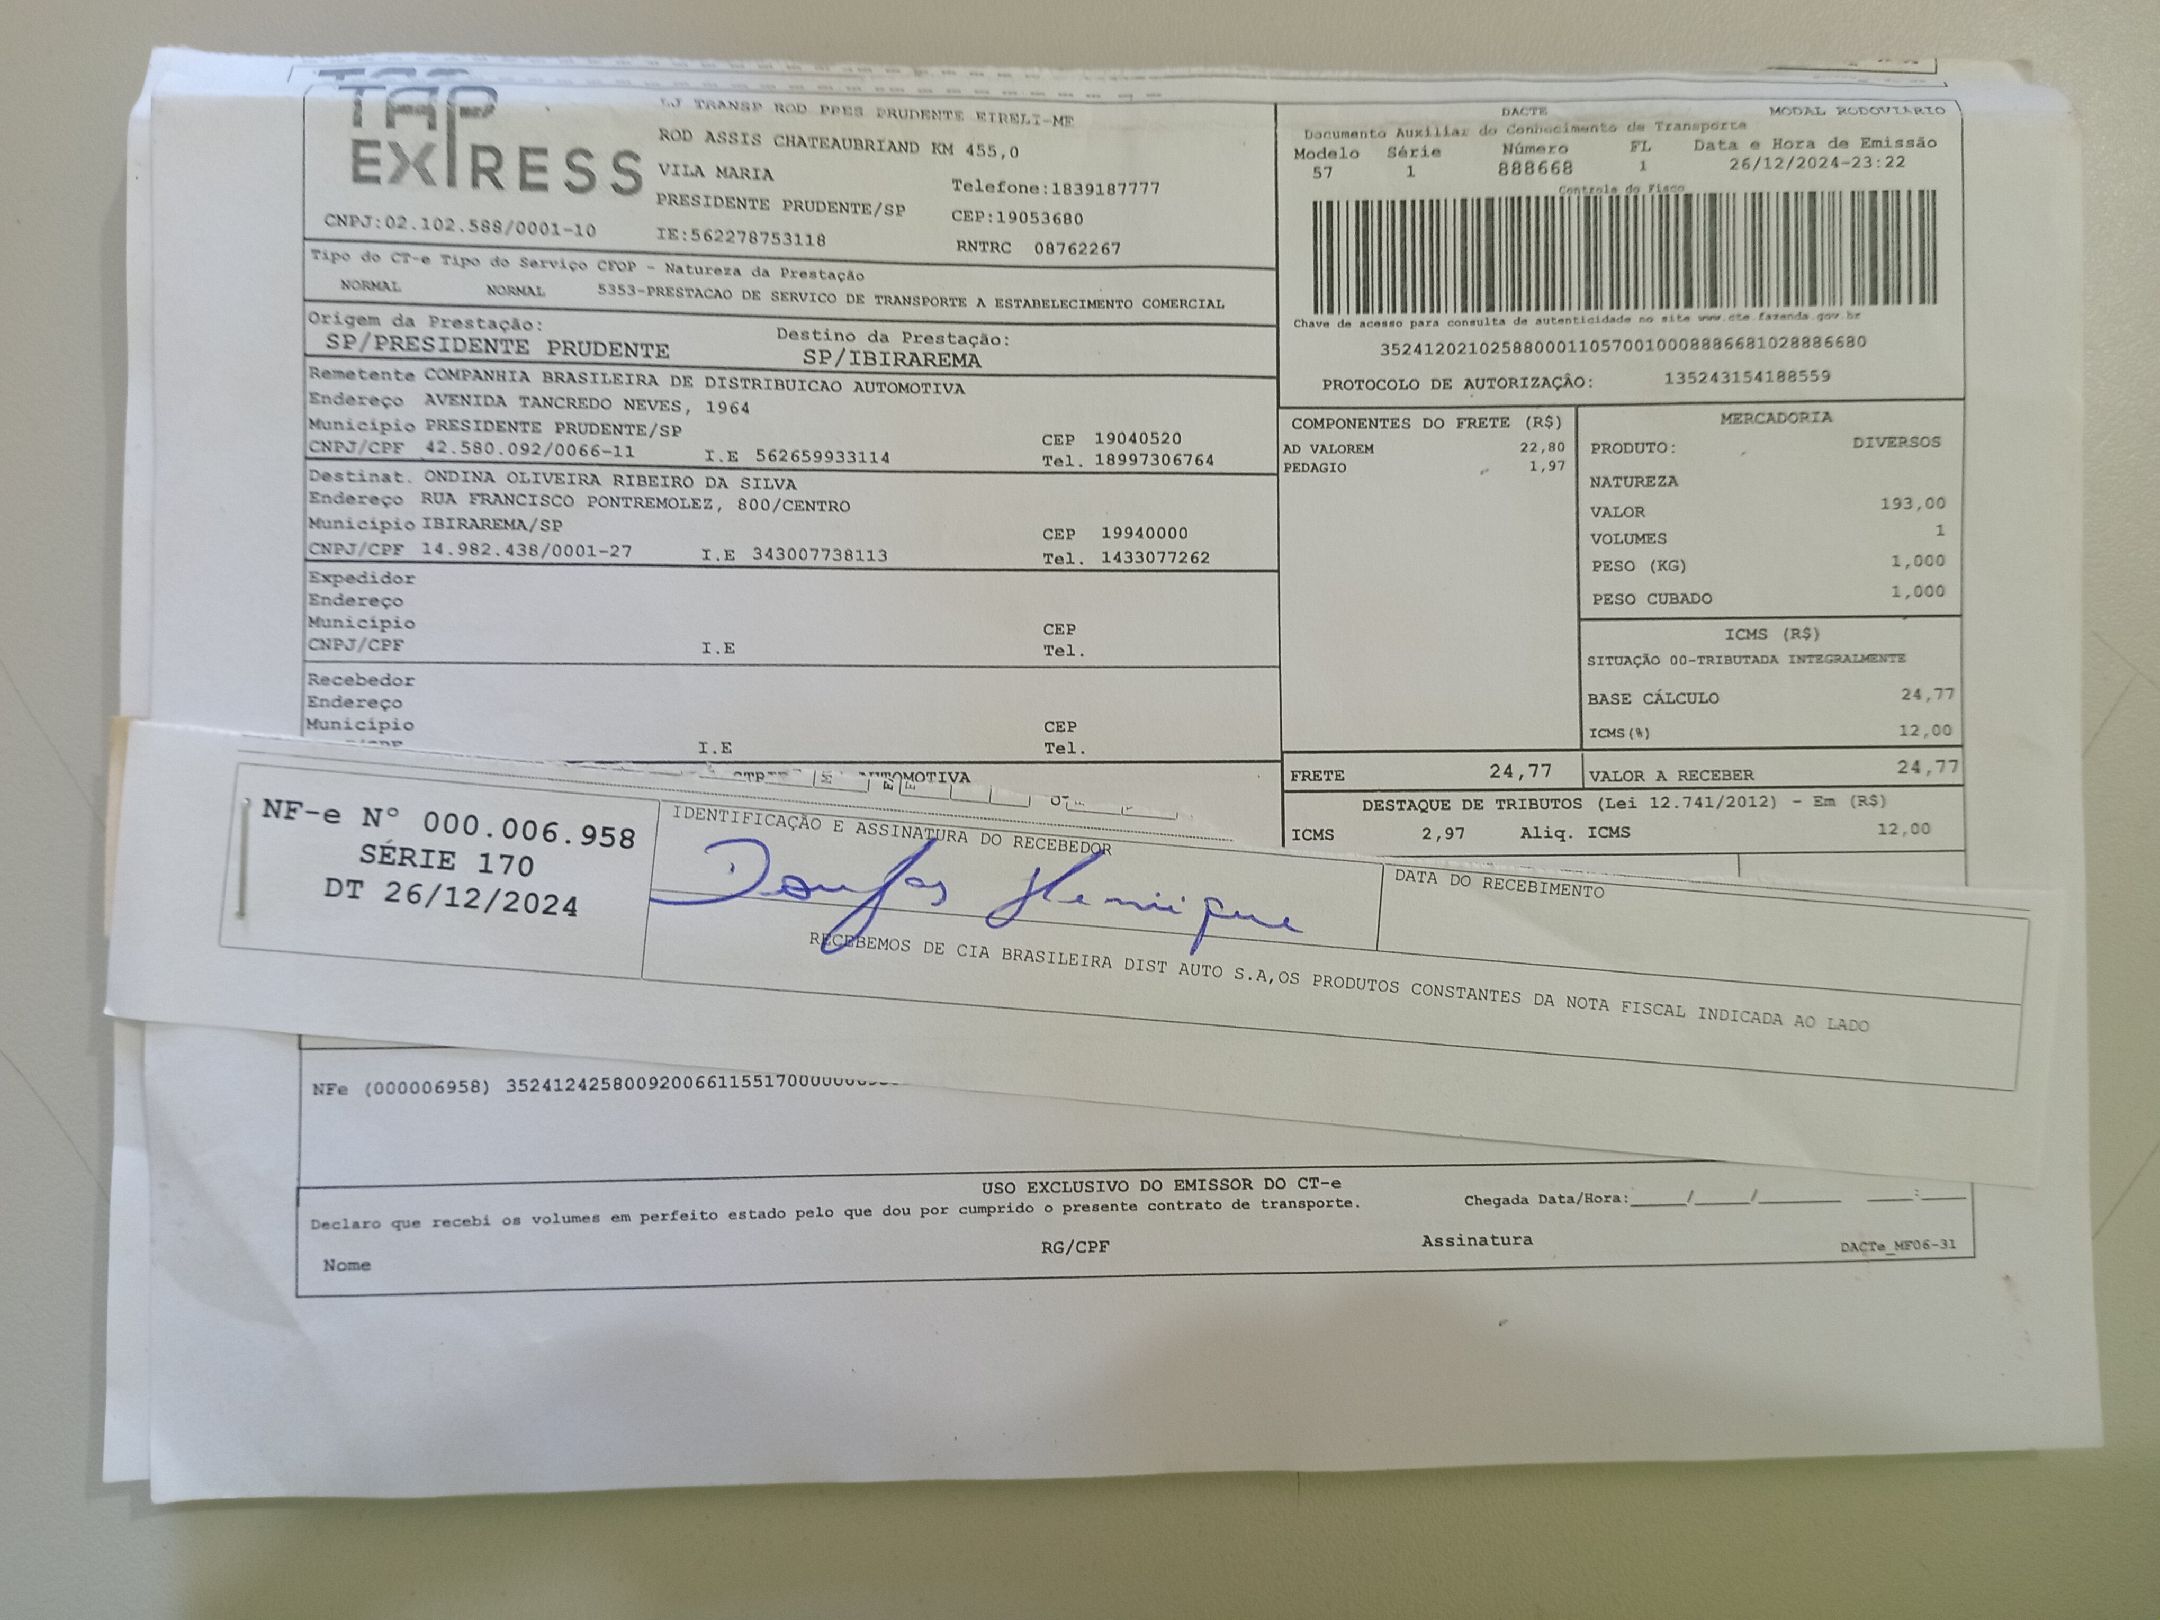 TAP
EXPRESS
LJ TRANSP ROD PPES PRUDENTE EIRELI-ME
ROD ASSIS CHATEAUBRIAND KM 455,0
VILA MARIA
Telefone:1839187777
PRESIDENTE PRUDENTE/SP
CEP:19053680
CNPJ:02.102.588/0001-10
IE:562278753118
RNTRC 08762267
DACTE MODAL RODOVIÁRIO
Documento Auxiliar do Conhecimento de Transporte
Modelo Série Número FL Data e Hora de Emissão
57 1 888668 1 26/12/2024-23:22
Controle do Fisco
Chave de acesso para consulta de autenticidade no site www.cte.fazenda.gov.br
35241202102588000110570010008886681028886680
PROTOCOLO DE AUTORIZAÇÃO: 135243154188559
Tipo do CT-e Tipo do Serviço CFOP - Natureza da Prestação
NORMAL NORMAL 5353-PRESTACAO DE SERVICO DE TRANSPORTE A ESTABELECIMENTO COMERCIAL
Origem da Prestação: Destino da Prestação:
SP/PRESIDENTE PRUDENTE SP/IBIRAREMA
Remetente COMPANHIA BRASILEIRA DE DISTRIBUICAO AUTOMOTIVA
Endereço AVENIDA TANCREDO NEVES, 1964
Município PRESIDENTE PRUDENTE/SP CEP 19040520
CNPJ/CPF 42.580.092/0066-11 I.E 562659933114 Tel. 18997306764
Destinat. ONDINA OLIVEIRA RIBEIRO DA SILVA
Endereço RUA FRANCISCO PONTREMOLEZ, 800/CENTRO
Município IBIRAREMA/SP CEP 19940000
CNPJ/CPF 14.982.438/0001-27 I.E 343007738113 Tel. 1433077262
Expedidor
Endereço
Município CEP
CNPJ/CPF I.E Tel.
Recebedor
Endereço
Município CEP
I.E Tel.
COMPONENTES DO FRETE (R$)
AD VALOREM 22,80
PEDAGIO 1,97
MERCADORIA
PRODUTO: DIVERSOS
NATUREZA
VALOR 193,00
VOLUMES 1
PESO (KG) 1,000
PESO CUBADO 1,000
ICMS (R$)
SITUAÇÃO 00-TRIBUTADA INTEGRALMENTE
BASE CÁLCULO 24,77
ICMS(%) 12,00
FRETE 24,77 VALOR A RECEBER 24,77
DESTAQUE DE TRIBUTOS (Lei 12.741/2012) - Em (R$)
ICMS 2,97 Aliq. ICMS 12,00
NF-e Nº 000.006.958
SÉRIE 170
DT 26/12/2024
IDENTIFICAÇÃO E ASSINATURA DO RECEBEDOR
Douglas Henrique
DATA DO RECEBIMENTO
RECEBEMOS DE CIA BRASILEIRA DIST AUTO S.A,OS PRODUTOS CONSTANTES DA NOTA FISCAL INDICADA AO LADO
NFe (000006958)
USO EXCLUSIVO DO EMISSOR DO CT-e
Declaro que recebi os volumes em perfeito estado pelo que dou por cumprido o presente contrato de transporte.
Chegada Data/Hora:_____/_____/________ ____:____
Nome RG/CPF Assinatura
DACTe_MF06-31